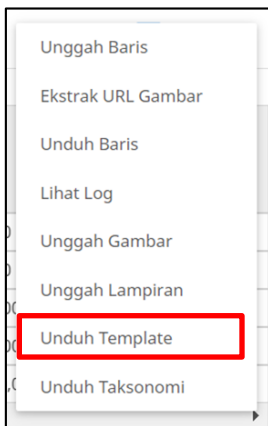 Unggah Baris
Ekstrak URL Gambar
Unduh Baris
Lihat Log
Unggah Gambar
Unggah Lampiran
Unduh Template
Unduh Taksonomi